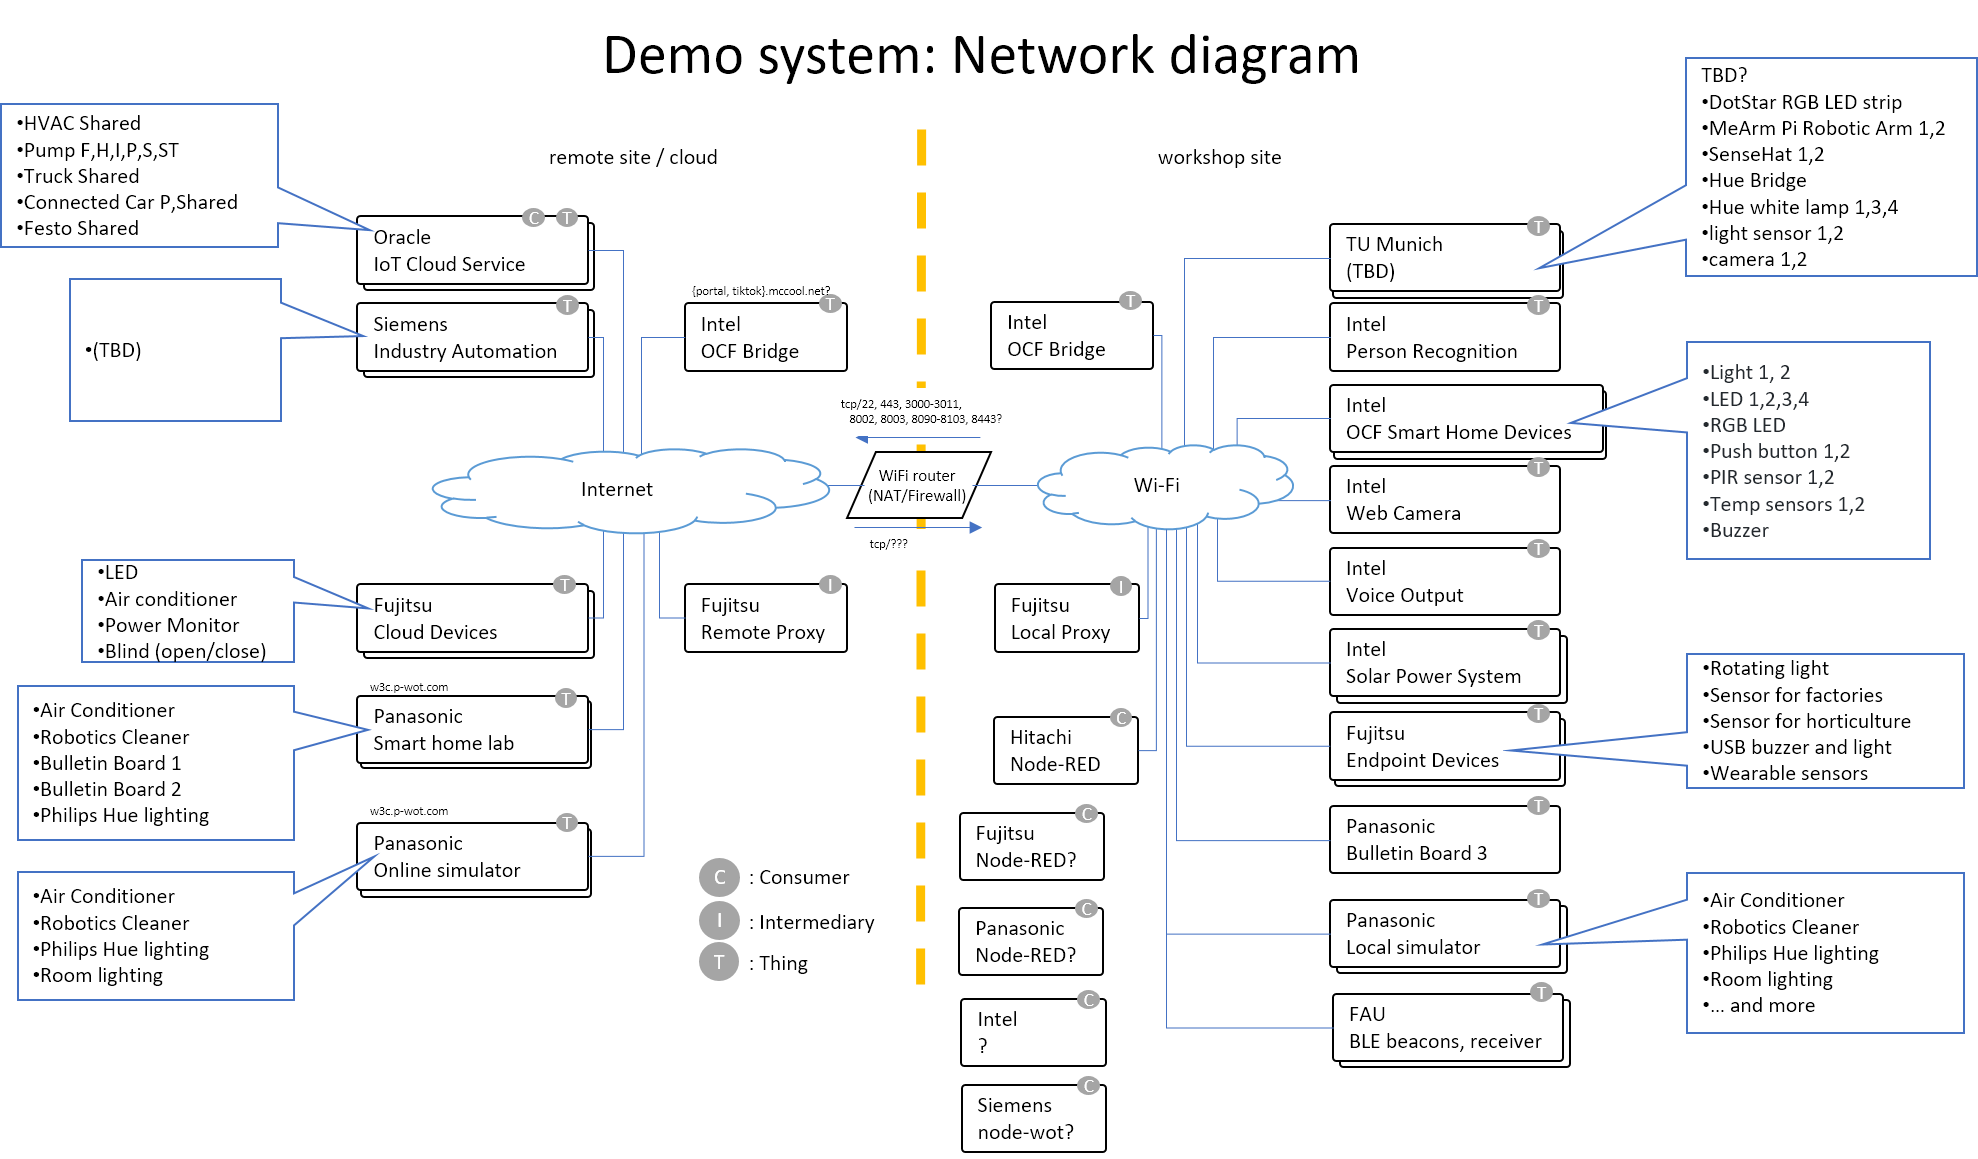 Demo system: Network diagram
remote site / cloud
workshop site
•HVAC Shared
•Pump F,H,I,P,S,ST
•Truck Shared
•Connected Car P,Shared
•Festo Shared
C
T
Oracle
IoT Cloud Service
•(TBD)
T
Siemens
Industry Automation
{portal, tiktok}.mccool.net?
T
Intel
OCF Bridge
Internet
•LED
•Air conditioner
•Power Monitor
•Blind (open/close)
T
Fujitsu
Cloud Devices
I
Fujitsu
Remote Proxy
•Air Conditioner
•Robotics Cleaner
•Bulletin Board 1
•Bulletin Board 2
•Philips Hue lighting
w3c.p-wot.com
T
Panasonic
Smart home lab
•Air Conditioner
•Robotics Cleaner
•Philips Hue lighting
•Room lighting
w3c.p-wot.com
T
Panasonic
Online simulator
C : Consumer
I : Intermediary
T : Thing
tcp/22, 443, 3000-3011,
8002, 8003, 8090-8103, 8443?
WiFi router
(NAT/Firewall)
tcp/???
T
Intel
OCF Bridge
Wi-Fi
I
Fujitsu
Local Proxy
C
Hitachi
Node-RED
C
Fujitsu
Node-RED?
C
Panasonic
Node-RED?
C
Intel
?
C
Siemens
node-wot?
T
TU Munich
(TBD)
TBD?
•DotStar RGB LED strip
•MeArm Pi Robotic Arm 1,2
•SenseHat 1,2
•Hue Bridge
•Hue white lamp 1,3,4
•light sensor 1,2
•camera 1,2
T
Intel
Person Recognition
Intel
OCF Smart Home Devices
•Light 1, 2
•LED 1,2,3,4
•RGB LED
•Push button 1,2
•PIR sensor 1,2
•Temp sensors 1,2
•Buzzer
T
Intel
Web Camera
T
Intel
Voice Output
T
Intel
Solar Power System
T
Fujitsu
Endpoint Devices
•Rotating light
•Sensor for factories
•Sensor for horticulture
•USB buzzer and light
•Wearable sensors
T
Panasonic
Bulletin Board 3
T
Panasonic
Local simulator
•Air Conditioner
•Robotics Cleaner
•Philips Hue lighting
•Room lighting
•... and more
T
FAU
BLE beacons, receiver